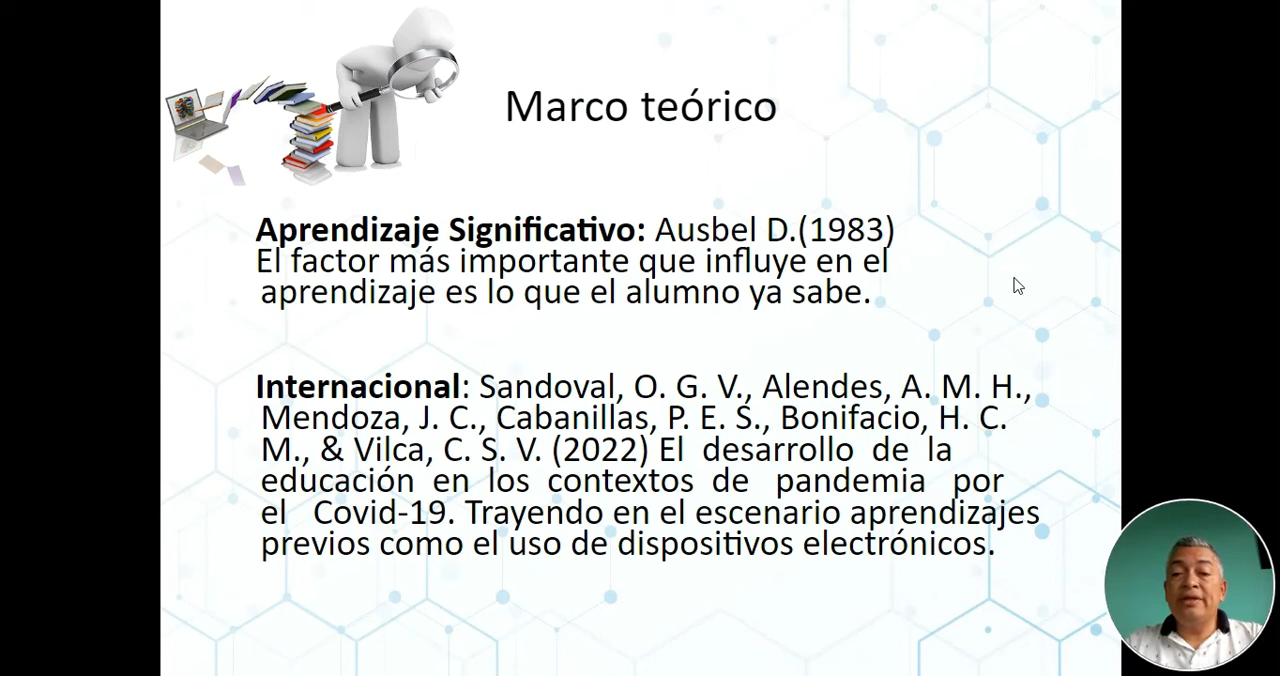 Marco teórico
Aprendizaje Significativo: Ausbel D.(1983)
El factor más importante que influye en el
aprendizaje es lo que el alumno ya sabe.
Internacional: Sandoval, O. G. V., Alendes, A. M. H.,
Mendoza, J. C., Cabanillas, P. E. S., Bonifacio, H. C.
M., & Vilca, C. S. V. (2022) El desarrollo de la
educación en los contextos de pandemia por
el Covid-19. Trayendo en el escenario aprendizajes
previos como el uso de dispositivos electrónicos.